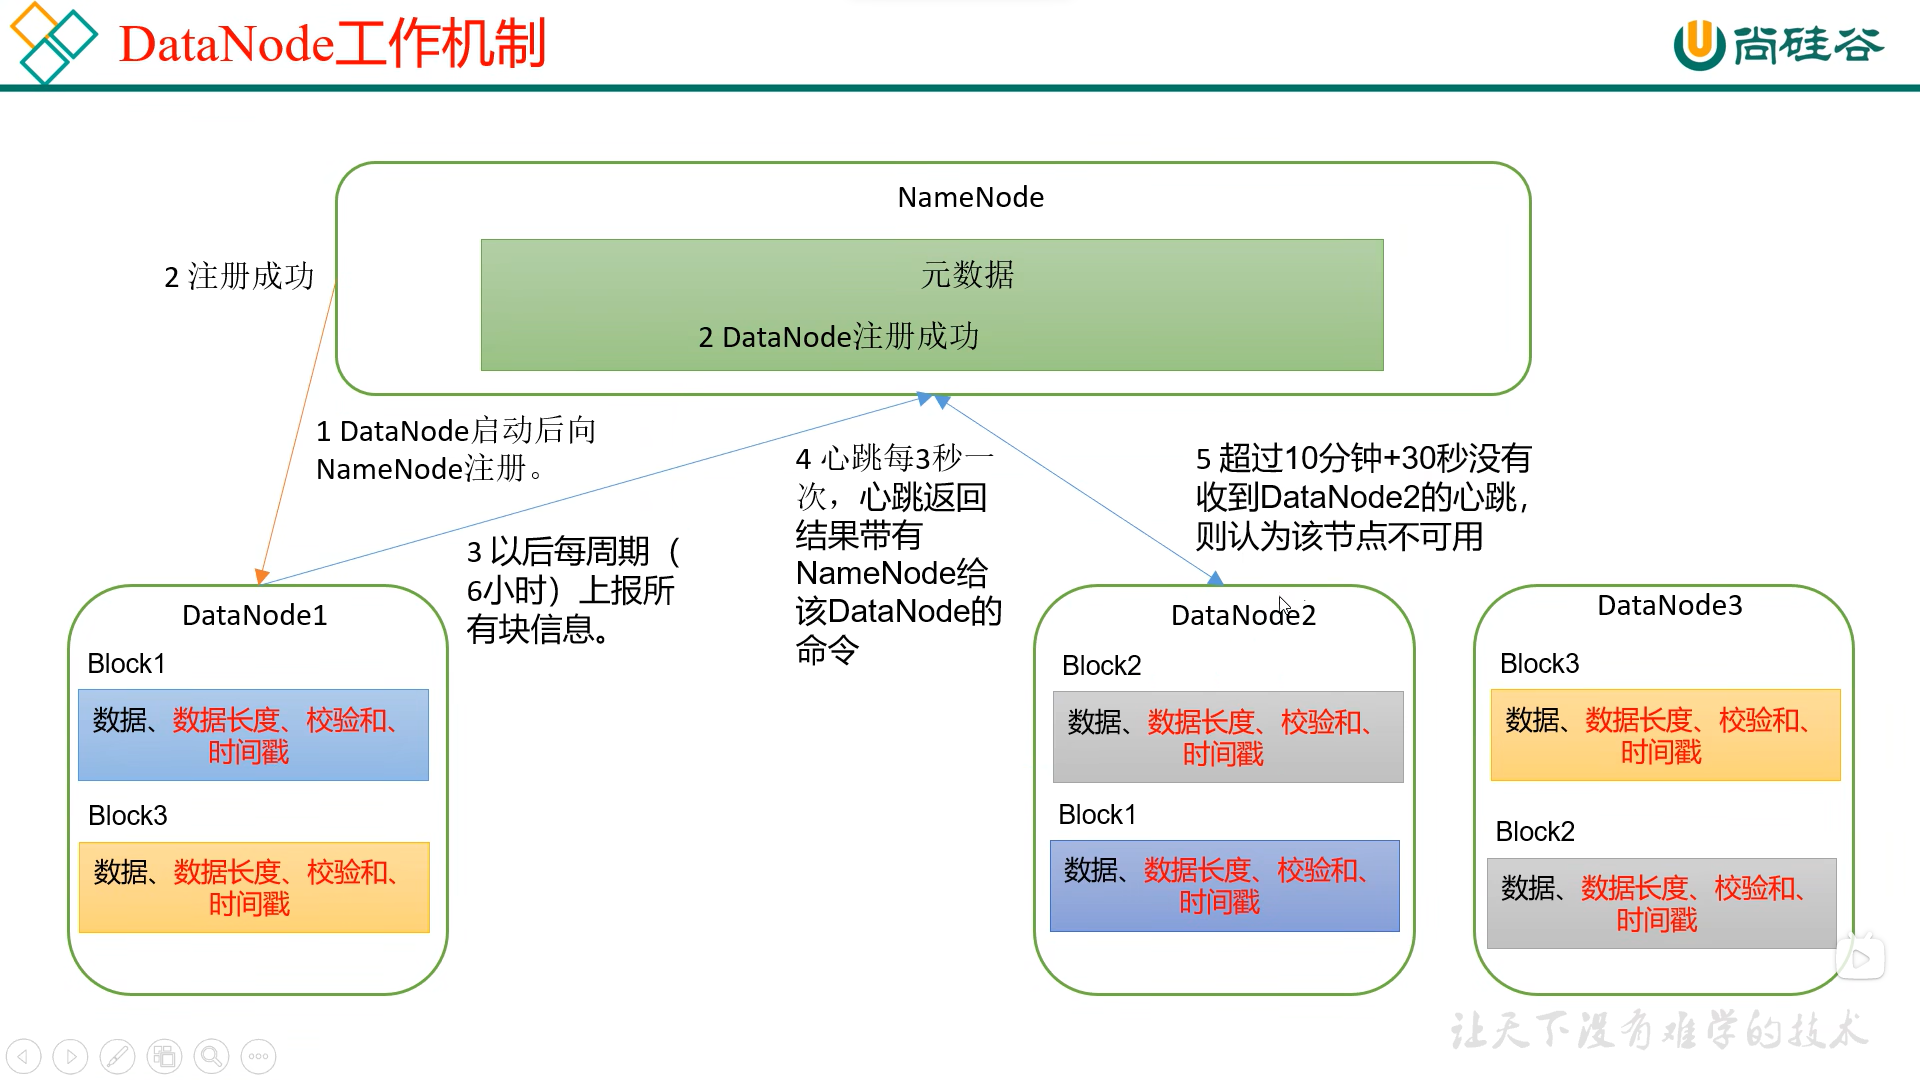 DataNode工作机制
尚硅谷
NameNode
元数据
2 DataNode注册成功
2 注册成功
1 DataNode启动后向
NameNode注册。
3 以后每周期（
6小时）上报所
有块信息。
4 心跳每3秒一
次，心跳返回
结果带有
NameNode给
该DataNode的
命令
5 超过10分钟+30秒没有
收到DataNode2的心跳，
则认为该节点不可用
DataNode1
Block1
数据、数据长度、校验和、
时间戳
Block3
数据、数据长度、校验和、
时间戳
DataNode2
Block2
数据、数据长度、校验和、
时间戳
Block1
数据、数据长度、校验和、
时间戳
DataNode3
Block3
数据、数据长度、校验和、
时间戳
Block2
数据、数据长度、校验和、
时间戳
让天下没有难学的技术